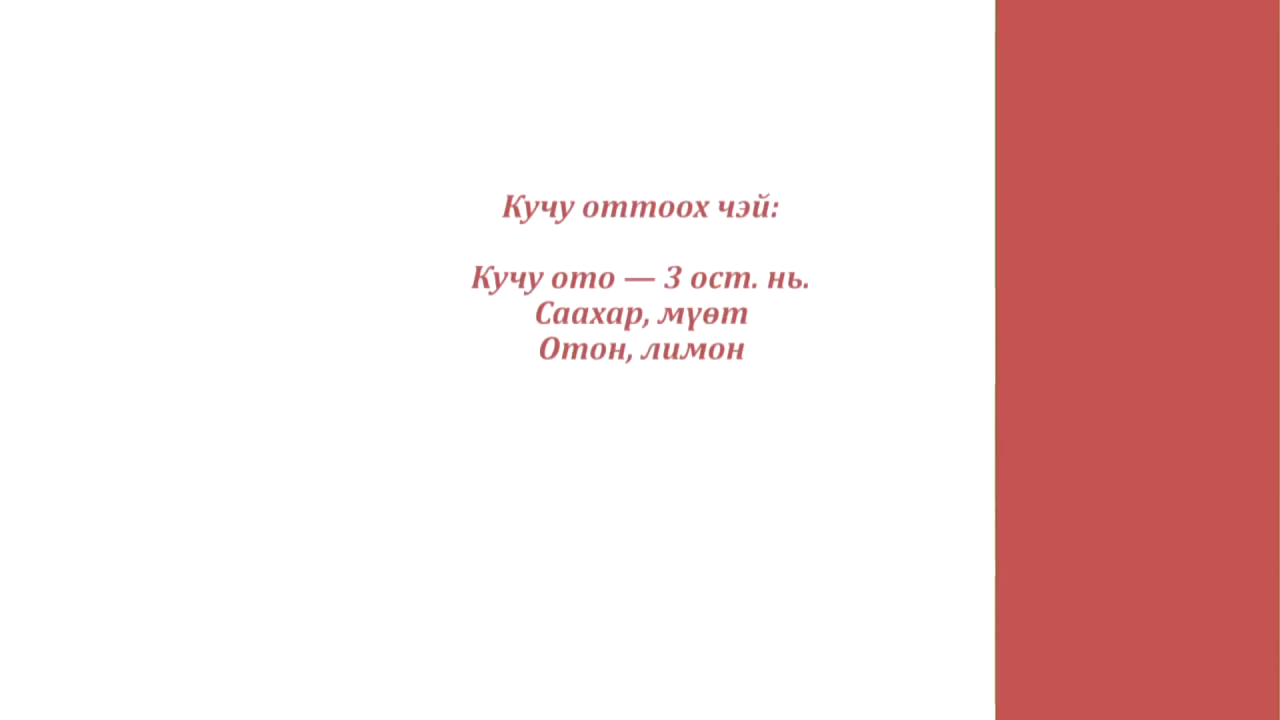 Кучу оттоох чэй:
Кучу ото — 3 ост. нь.
Саахар, мүөт
Отон, лимон